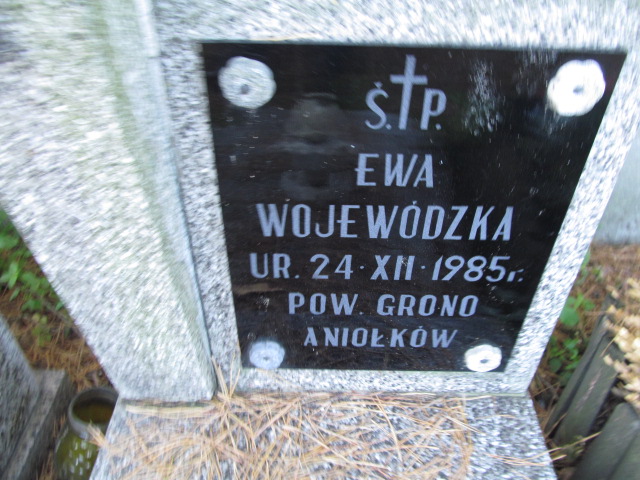 Ś.†P.
EWA
WOJEWÓDZKA
UR. 24·XII·1985r.
POW. GRONO
ANIOŁKÓW